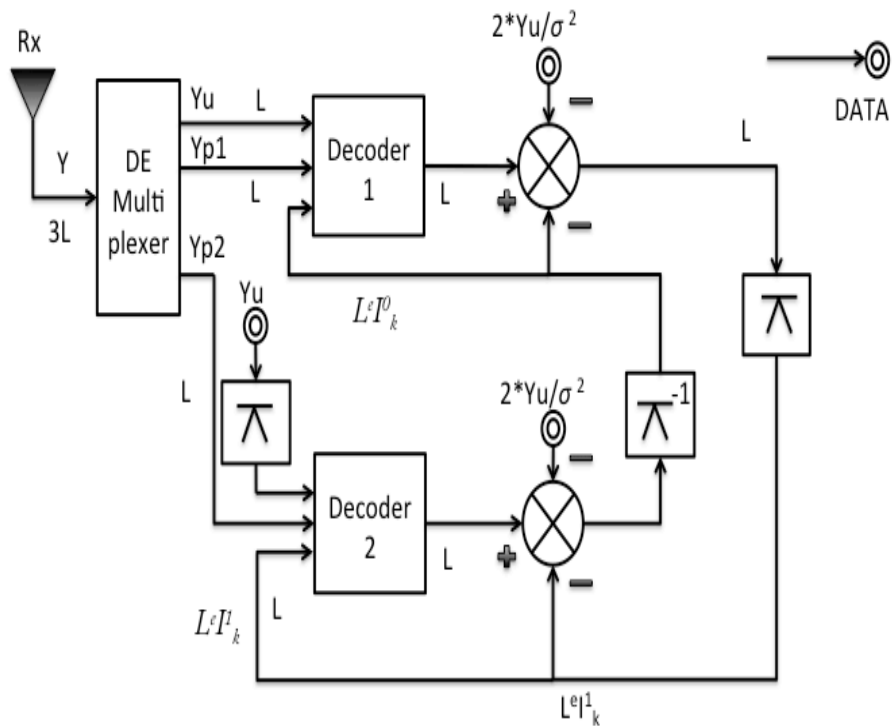 Rx
Y
3L
DE
Multi
plexer
Yu
L
Yp1
L
Yp2
L
Decoder
1
L
2*Yu/σ²
L
DATA
LᵉI⁰ₖ
Yu
2*Yu/σ²
-1
Decoder
2
L
LᵉI¹ₖ
L
LᵉI¹ₖ